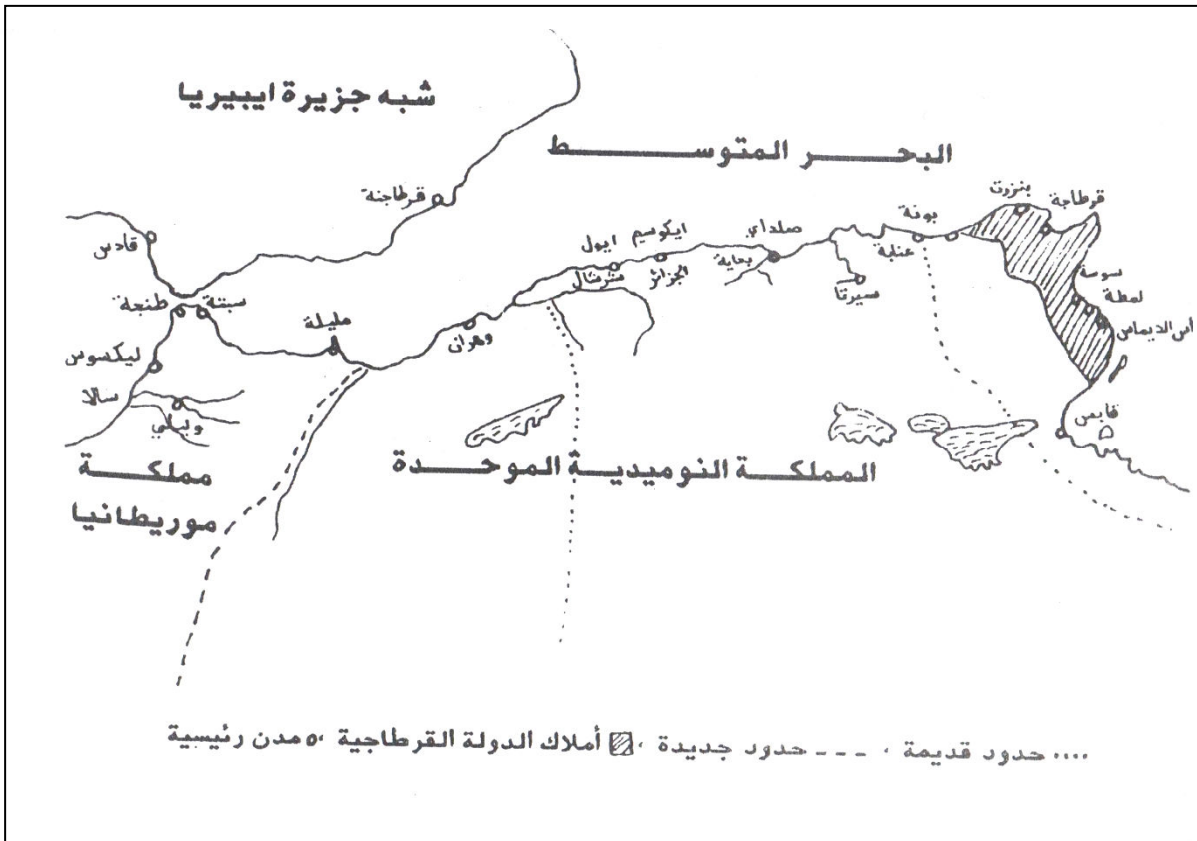 شبه جزيرة ايبيريا
البحر المتوسط
قرطاجنة
قادس
طنجة
سبتة
ليكسوس
سالا
وليلي
مليلة
وهران
ايول
شرشال
ايكوسيم
الجزائر
صلداي
بجاية
سيرتا
بونة
عنابة
بنزرت
قرطاجة
سوسة
لمطة
رأس الديماس
قابس
مملكة
موريطانيا
المملكة النوميدية الموحدة
.... حدود قديمة ، --- حدود جديدة ، أملاك الدولة القرطاجية ، o مدن رئيسية